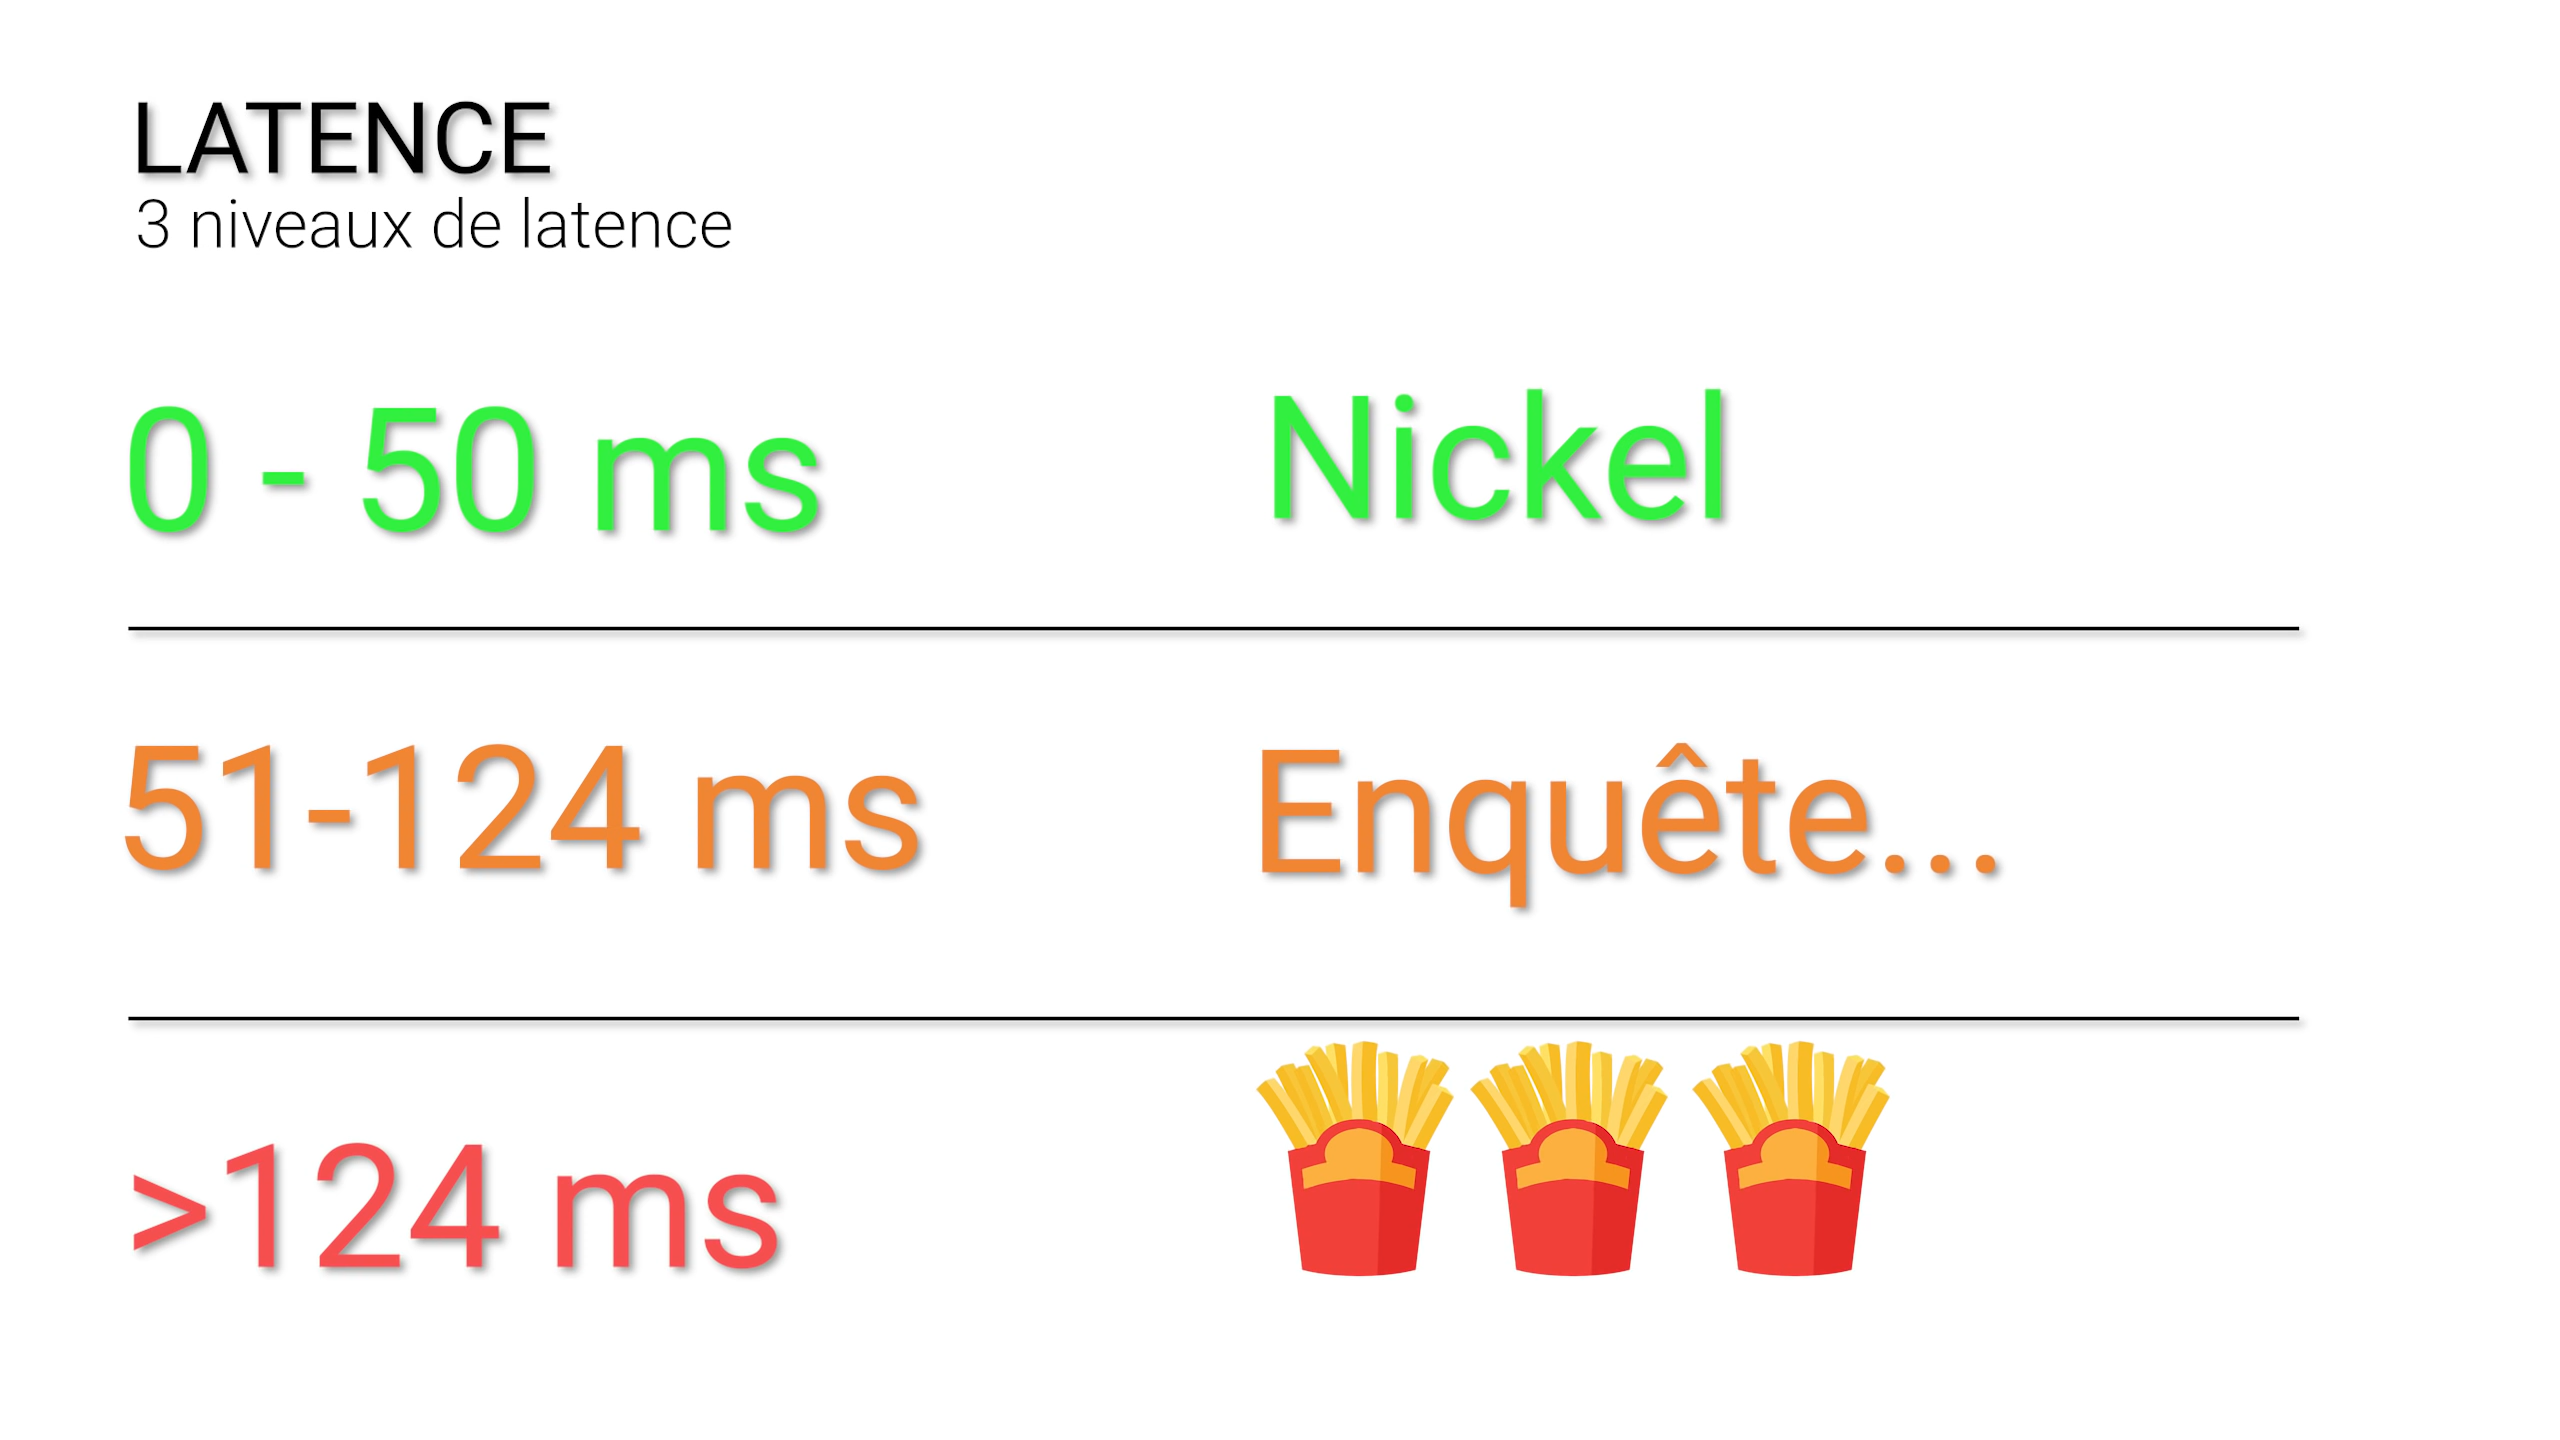 LATENCE
3 niveaux de latence
0 - 50 ms
Nickel
51-124 ms
Enquête...
>124 ms